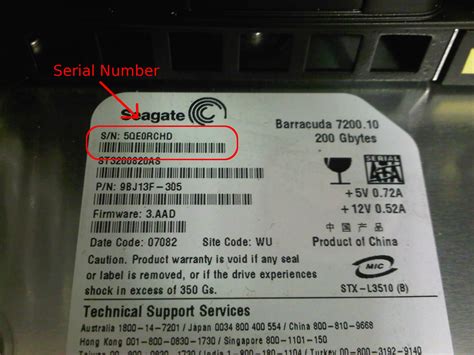 Serial Number
Seagate
S/N: 5QE0RCHD
Barracuda 7200.10
200 Gbytes
ST3200820AS
SATA
P/N: 9BJ13F-305
+5V 0.72A
+12V 0.52A
Firmware: 3.AAD
中 国 产 品
Date Code: 07082 Site Code: WU Product of China
Caution. Product warranty is void if any seal
or label is removed, or if the drive experiences
shock in excess of 350 Gs.
MIC
STX-L3510 (B)
Technical Support Services
Australia 1800-14-7201 / Japan 0034 800 400 554 / China 800-810-9668
Hong Kong 001-800-0830-1730 / Singapore 800-1101-150